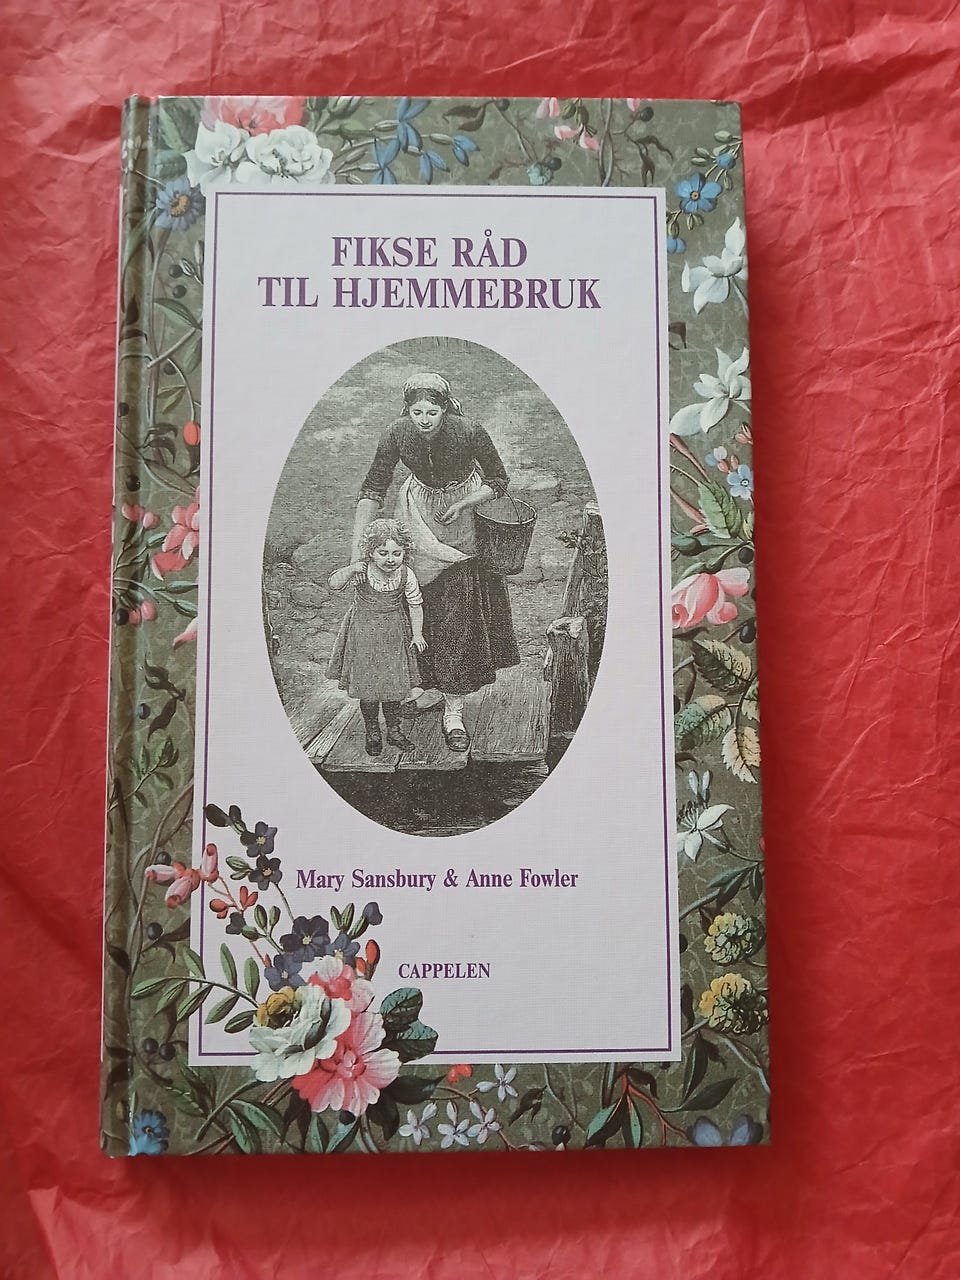 FIKSE RÅD
TIL HJEMMEBRUK
Mary Sansbury & Anne Fowler
CAPPELEN